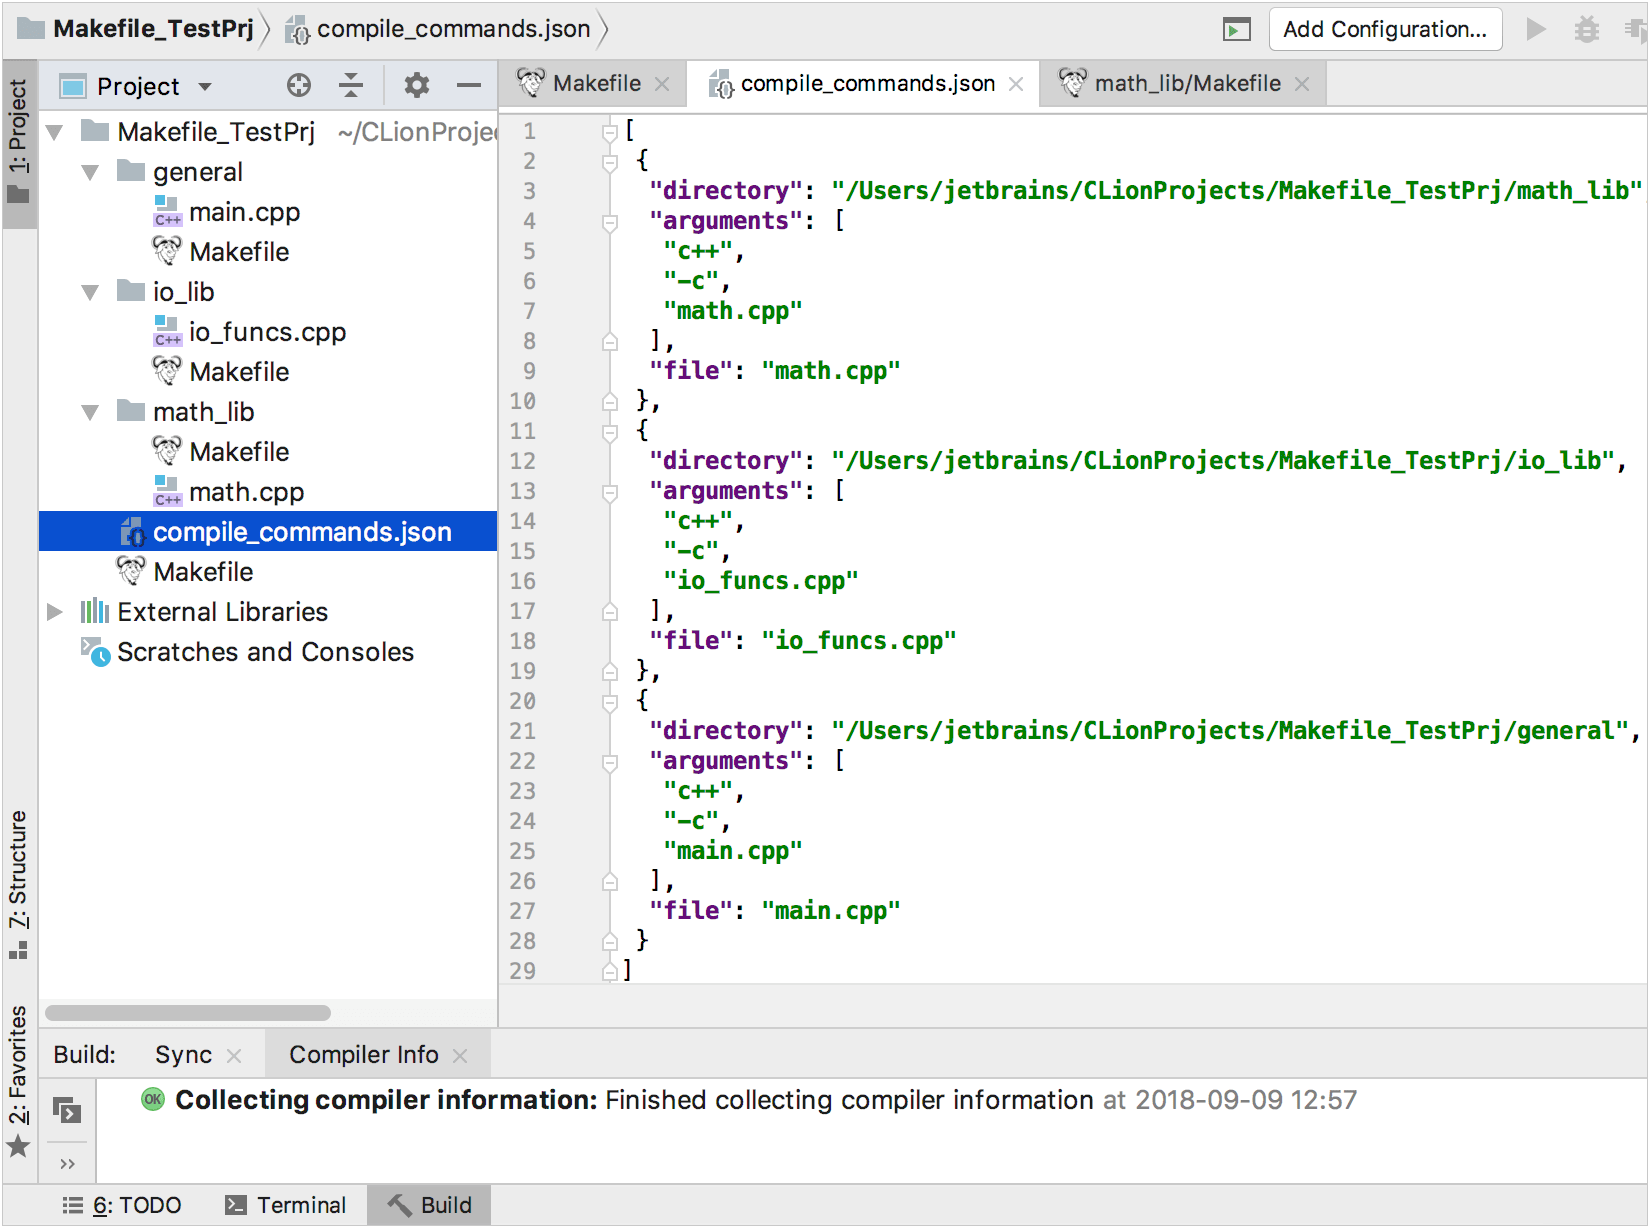 Makefile_TestPrj compile_commands.json Add Configuration...
1: Project
7: Structure
2: Favorites
Project
Makefile_TestPrj ~/CLionProje
general
main.cpp
Makefile
io_lib
io_funcs.cpp
Makefile
math_lib
Makefile
math.cpp
compile_commands.json
Makefile
External Libraries
Scratches and Consoles
Makefile compile_commands.json math_lib/Makefile
1 [
2 {
3 "directory": "/Users/jetbrains/CLionProjects/Makefile_TestPrj/math_lib"
4 "arguments": [
5 "c++",
6 "-c",
7 "math.cpp"
8 ],
9 "file": "math.cpp"
10 },
11 {
12 "directory": "/Users/jetbrains/CLionProjects/Makefile_TestPrj/io_lib",
13 "arguments": [
14 "c++",
15 "-c",
16 "io_funcs.cpp"
17 ],
18 "file": "io_funcs.cpp"
19 },
20 {
21 "directory": "/Users/jetbrains/CLionProjects/Makefile_TestPrj/general",
22 "arguments": [
23 "c++",
24 "-c",
25 "main.cpp"
26 ],
27 "file": "main.cpp"
28 }
29 ]
Build: Sync Compiler Info
OK Collecting compiler information: Finished collecting compiler information at 2018-09-09 12:57
6: TODO Terminal Build